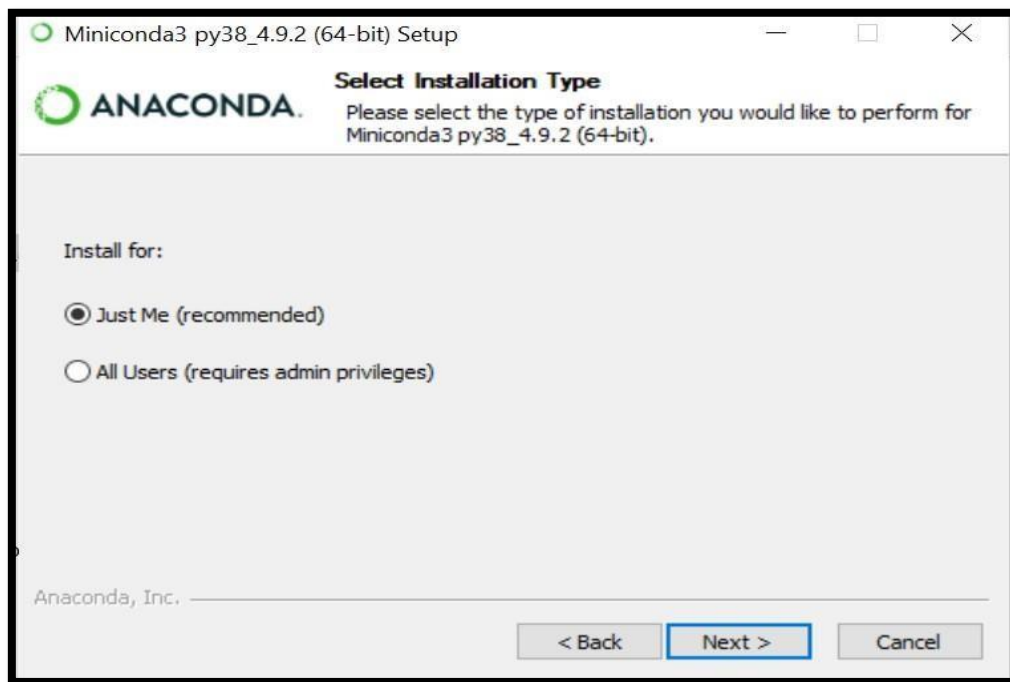 Miniconda3 py38_4.9.2 (64-bit) Setup
ANACONDA.
Select Installation Type
Please select the type of installation you would like to perform for
Miniconda3 py38_4.9.2 (64-bit).
Install for:
Just Me (recommended)
All Users (requires admin privileges)
Anaconda, Inc.
< Back
Next >
Cancel